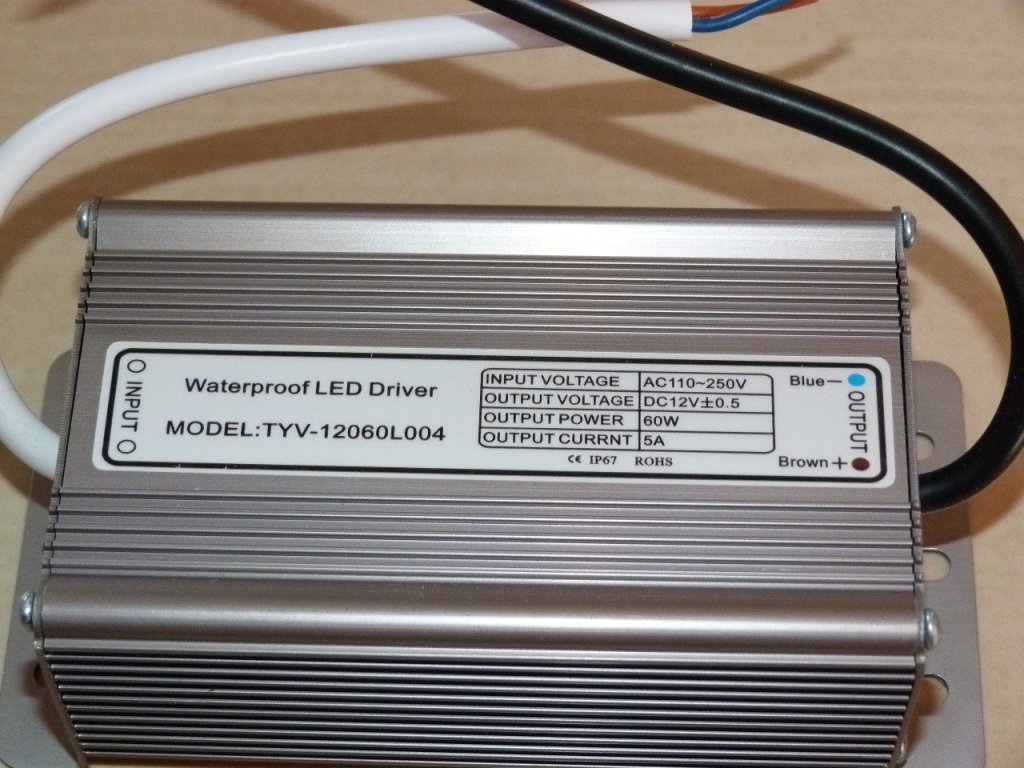 INPUT
Waterproof LED Driver
MODEL:TYV-12060L004
INPUT VOLTAGE AC110~250V
OUTPUT VOLTAGE DC12V±0.5
OUTPUT POWER 60W
OUTPUT CURRNT 5A
CE IP67 ROHS
Blue—
OUTPUT
Brown+